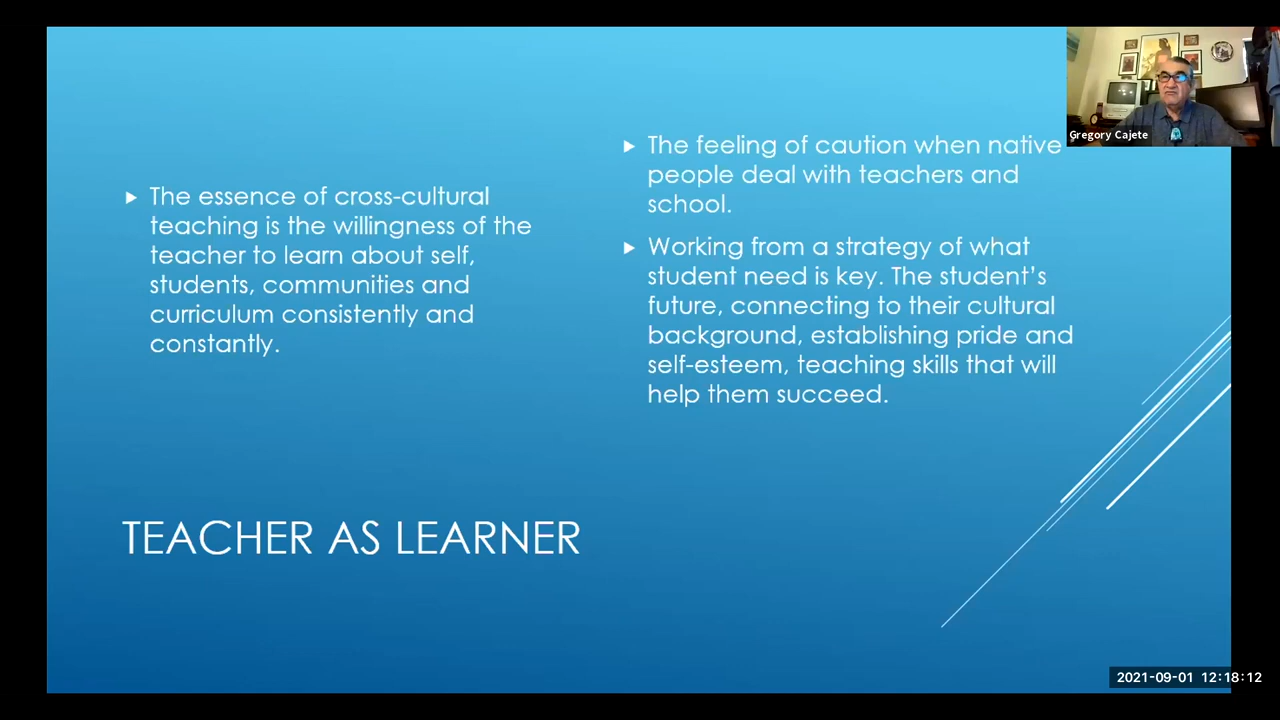 The essence of cross-cultural
teaching is the willingness of the
teacher to learn about self,
students, communities and
curriculum consistently and
constantly.
The feeling of caution when native
people deal with teachers and
school.
Working from a strategy of what
student need is key. The student's
future, connecting to their cultural
background, establishing pride and
self-esteem, teaching skills that will
help them succeed.
TEACHER AS LEARNER
Gregory Cajete
2021-09-01 12:18:12